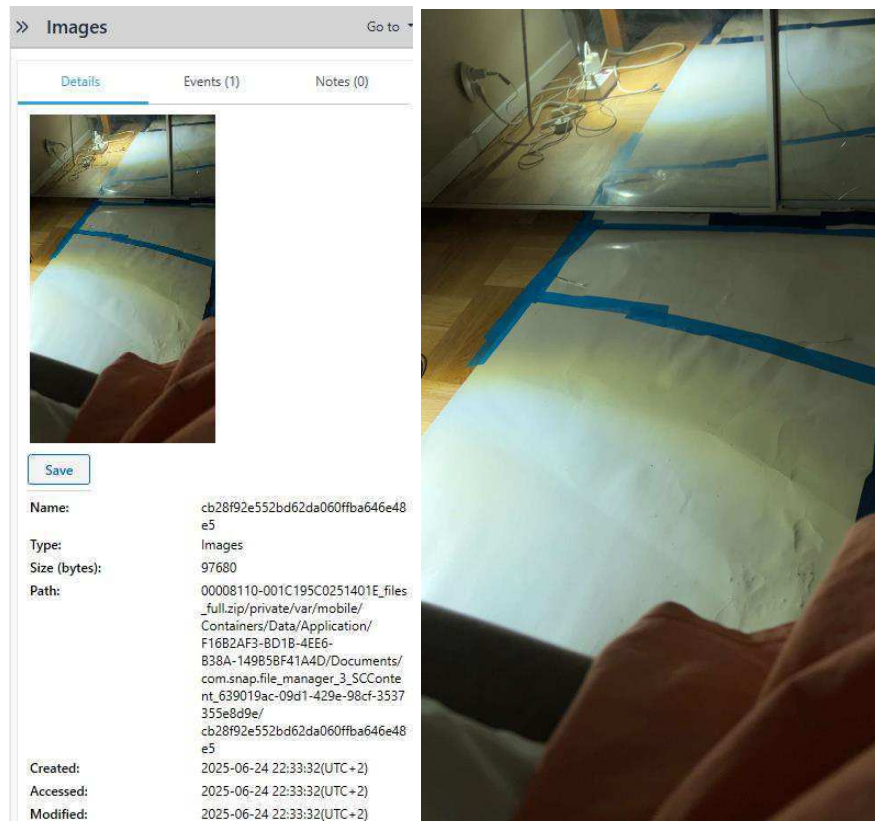 Images
Go to
Details
Events (1)
Notes (0)
Save
Name:
cb28f92e552bd62da060ffba646e48
e5
Type:
Images
Size (bytes):
97680
Path:
00008110-001C195C0251401E_files
_full.zip/private/var/mobile/
Containers/Data/Application/
F16B2AF3-BD1B-4EE6-
B38A-149B5BF41A4D/Documents/
com.snap.file_manager_3_SCConte
nt_639019ac-09d1-429e-98cf-3537
355e8d9e/
cb28f92e552bd62da060ffba646e48
e5
Created:
2025-06-24 22:33:32(UTC+2)
Accessed:
2025-06-24 22:33:32(UTC+2)
Modified:
2025-06-24 22:33:32(UTC+2)